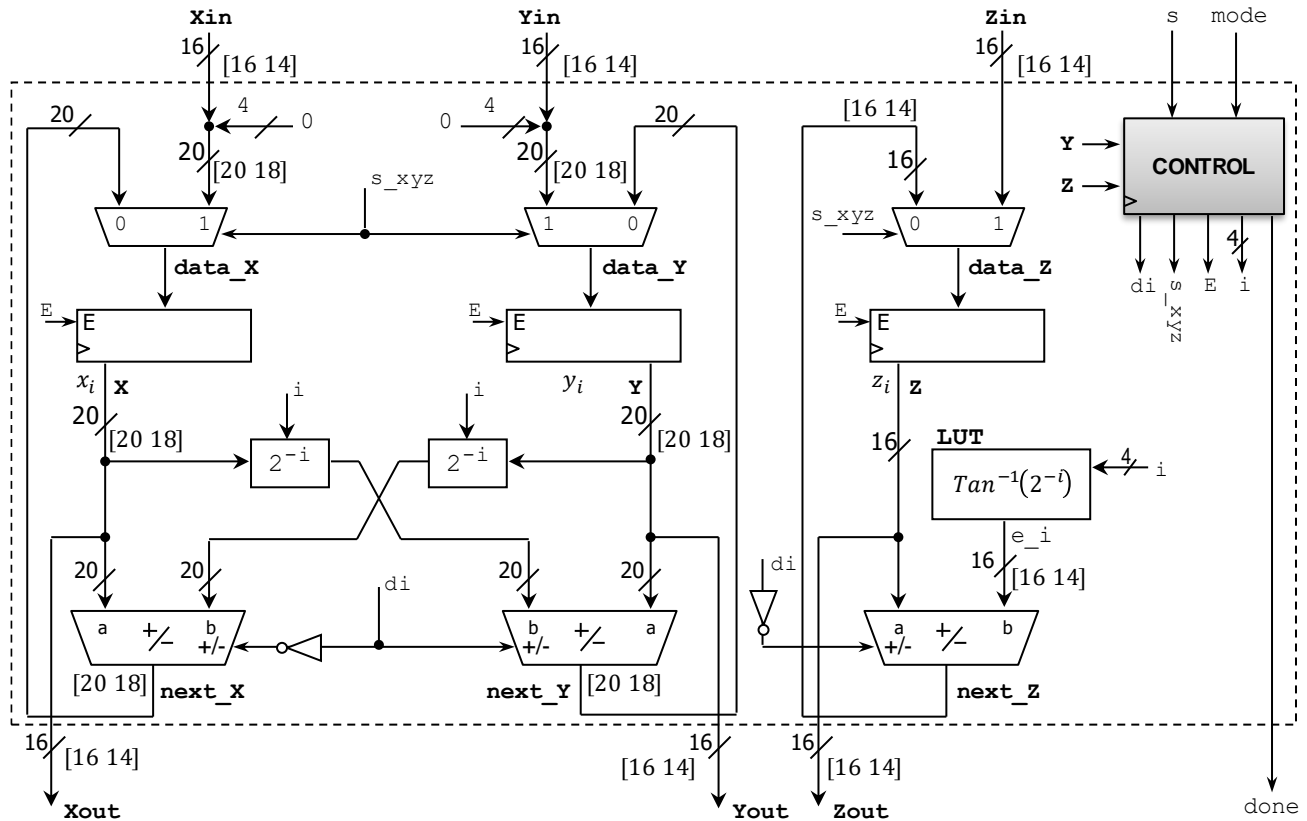 Xin Yin Zin s mode
16 [16 14] 16 [16 14] 16 [16 14]
20 4 0 0 4 20 [16 14]
20 [20 18] 20 [20 18] 16
s_xyz
Y
Z
CONTROL
0 1 1 0 s_xyz 0 1
data_X data_Y data_Z
4
di s_xyz E i
E E E E E E
x_i X y_i Y z_i Z
20 [20 18] i i 20 [20 18] 16
LUT
2^{-i} 2^{-i} Tan^{-1}(2^{-i}) 4 i
e_i
20 20 di 20 20 di 16 [16 14]
a +/- b +/- b +/- +/- a a +/- +/- b
[20 18] next_X next_Y [20 18] next_Z
16 [16 14] 16 [16 14] 16 [16 14]
Xout Yout Zout done